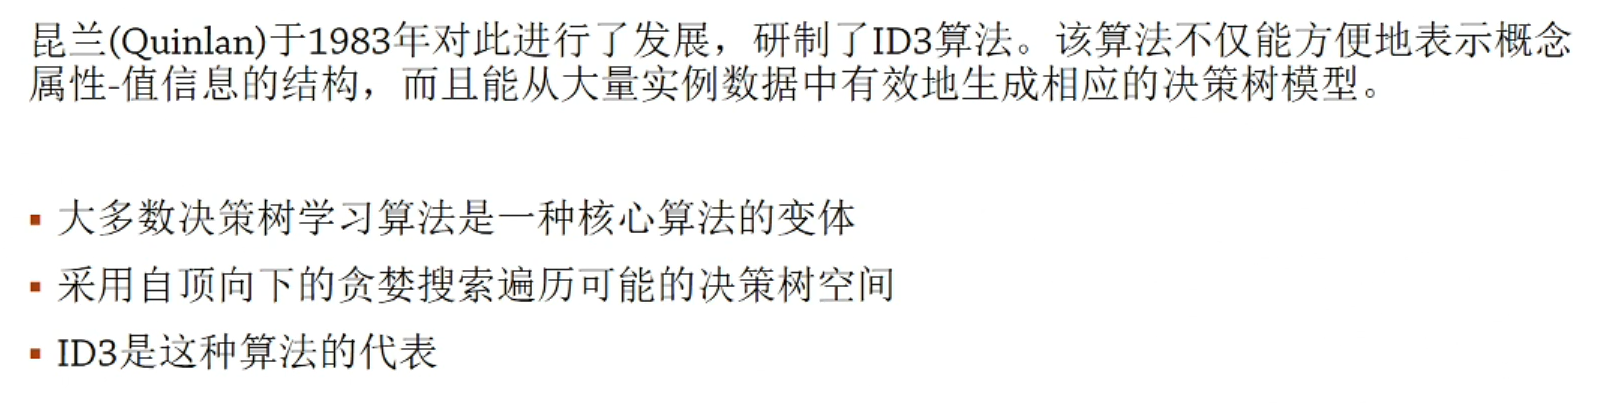 昆兰(Quinlan)于1983年对此进行了发展，研制了ID3算法。该算法不仅能方便地表示概念
属性-值信息的结构，而且能从大量实例数据中有效地生成相应的决策树模型。
▪ 大多数决策树学习算法是一种核心算法的变体
▪ 采用自顶向下的贪婪搜索遍历可能的决策树空间
▪ ID3是这种算法的代表